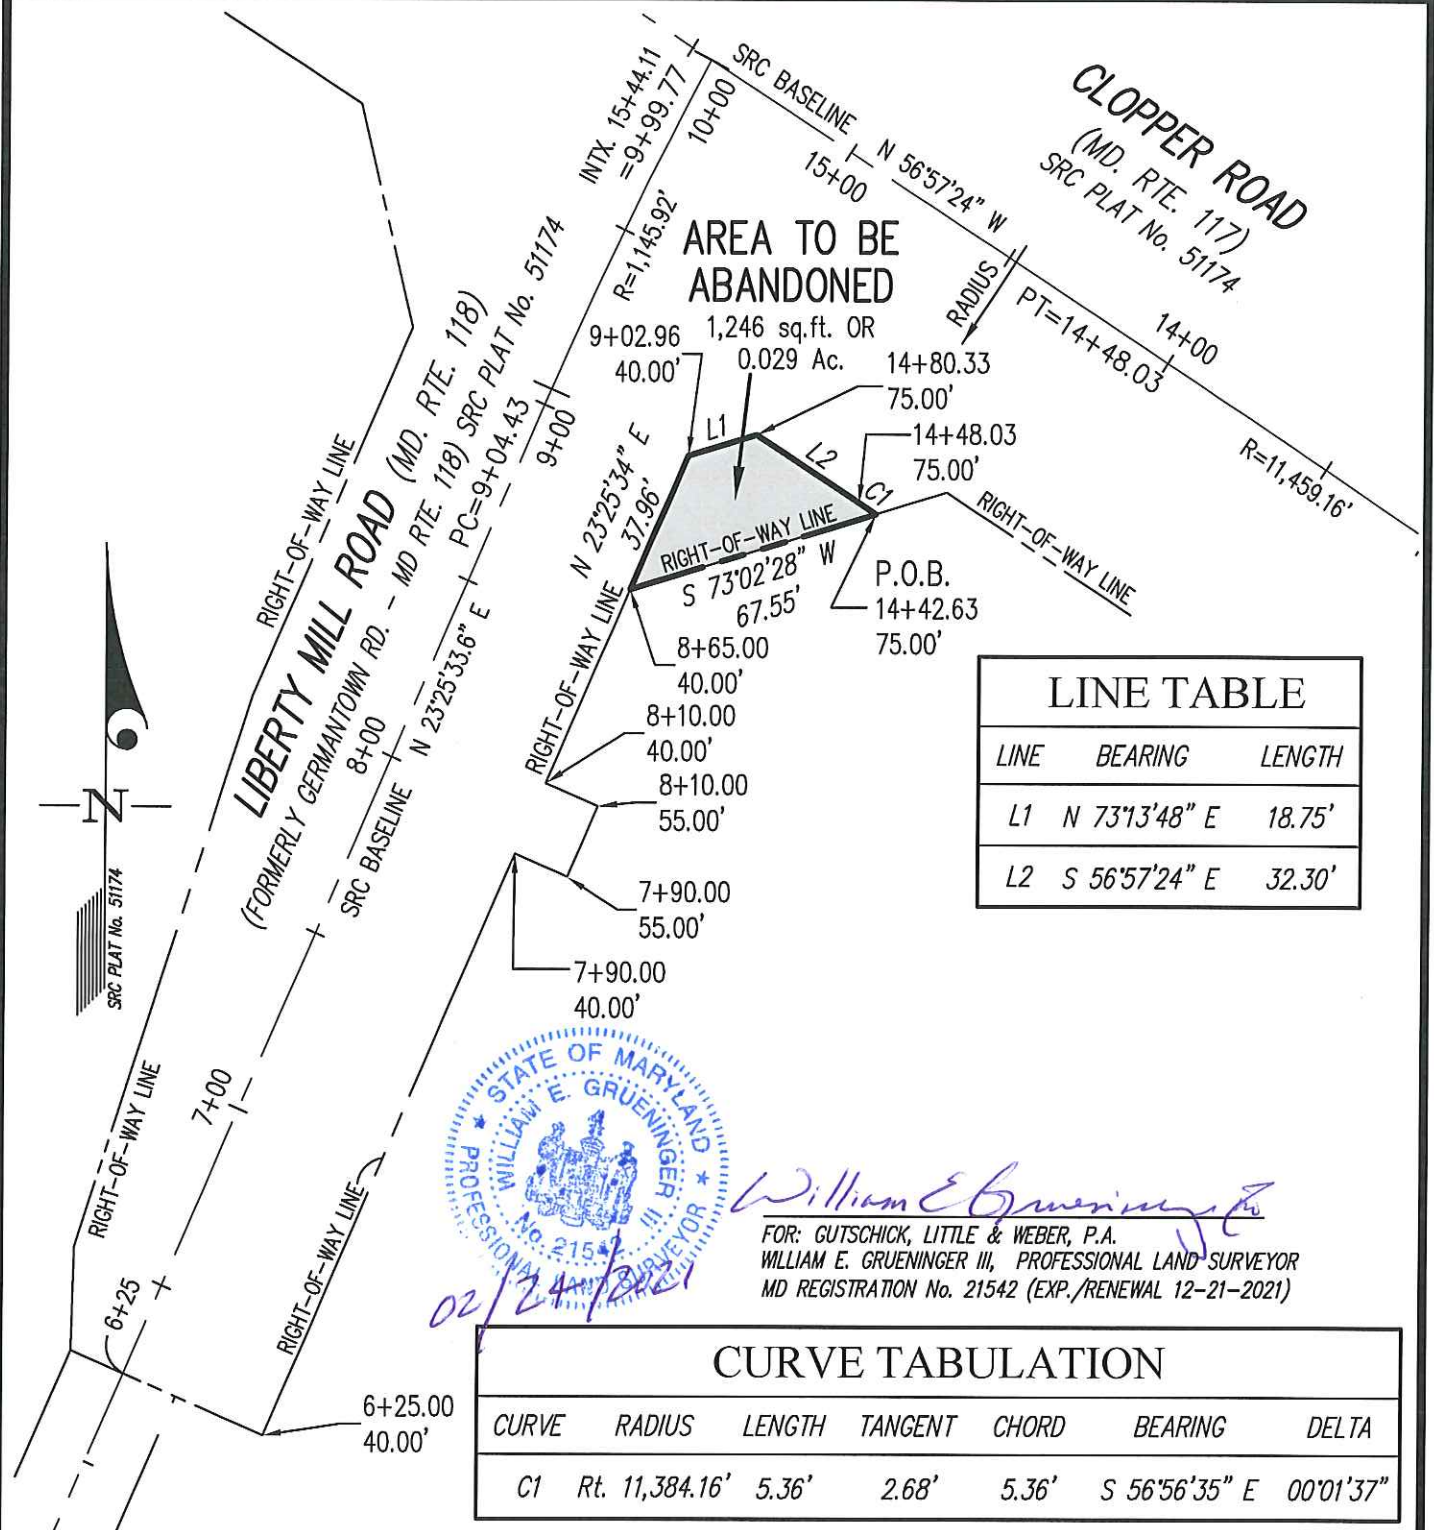 INTX. 15+44.11
=9+99.77
10+00
SRC BASELINE
15+00
N 56°57'24" W
CLOPPER ROAD
(MD. RTE. 117)
SRC PLAT No. 51174
RADIUS
PT=14+48.03
14+00
R=11,459.16'
R=1,145.92'
AREA TO BE
ABANDONED
1,246 sq.ft. OR
0.029 Ac.
9+02.96
40.00'
14+80.33
75.00'
14+48.03
75.00'
L1
L2
C1
N 23°25'34" E
37.96'
RIGHT-OF-WAY LINE
S 73°02'28" W
67.55'
RIGHT-OF-WAY LINE
P.O.B.
14+42.63
75.00'
RIGHT-OF-WAY LINE
LIBERTY MILL ROAD (MD. RTE. 118)
(FORMERLY GERMANTOWN RD. - MD RTE. 118) SRC PLAT No. 51174
PC=9+04.43
9+00
8+00
SRC BASELINE
N 23°25'33.6" E
RIGHT-OF-WAY LINE
8+65.00
40.00'
8+10.00
40.00'
8+10.00
55.00'
7+90.00
55.00'
7+90.00
40.00'
N
SRC PLAT No. 51174
LINE TABLE
LINE BEARING LENGTH
L1 N 73°13'48" E 18.75'
L2 S 56°57'24" E 32.30'
7+00
RIGHT-OF-WAY LINE
6+25
RIGHT-OF-WAY LINE
6+25.00
40.00'
STATE OF MARYLAND
WILLIAM E. GRUENINGER III
No. 21542
PROFESSIONAL LAND SURVEYOR
02/24/2021
William E Grueninger III
FOR: GUTSCHICK, LITTLE & WEBER, P.A.
WILLIAM E. GRUENINGER III, PROFESSIONAL LAND SURVEYOR
MD REGISTRATION No. 21542 (EXP./RENEWAL 12-21-2021)
CURVE TABULATION
CURVE RADIUS LENGTH TANGENT CHORD BEARING DELTA
C1 Rt. 11,384.16' 5.36' 2.68' 5.36' S 56°56'35" E 00°01'37"